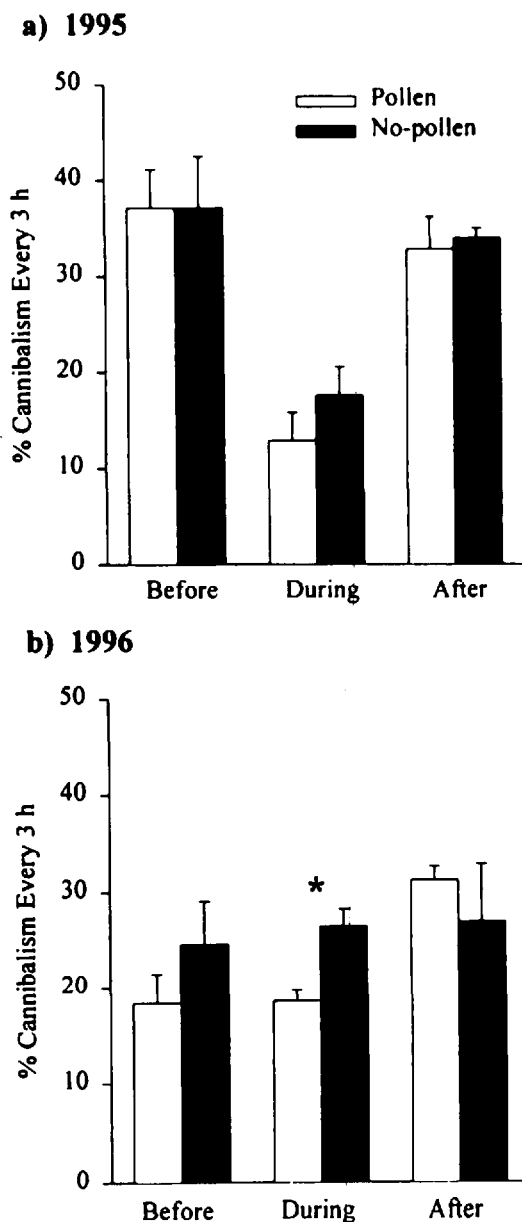 a) 1995
% Cannibalism Every 3 h
50
40
30
20
10
0
Pollen
No-pollen
Before During After
b) 1996
% Cannibalism Every 3 h
50
40
30
20
10
0
*
Before During After